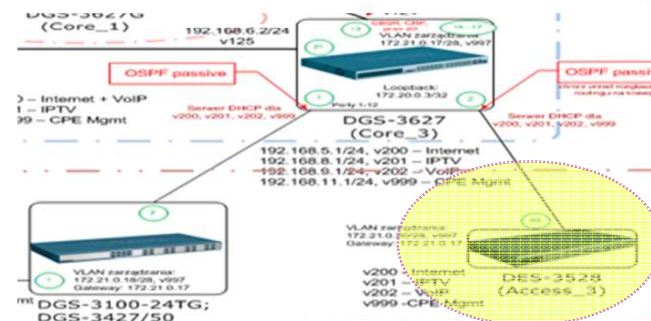 DGS-3627G
(Core_1)
192.168.6.2/24
v125
VLAN zarządzania:
172.21.0.17/28, v997
Loopback:
172.20.0.3/32
Porty 1-12
DGS-3627
(Core_3)
OSPF passive
OSPF passi
– Internet + VoIP
– IPTV
99 – CPE Mgmt
Serwer DHCP dla
v200, v201, v202, v999
Serwer DHCP dla
v200, v201, v202, v999
192.168.5.1/24, v200 – Internet
192.168.8.1/24, v201 – IPTV
192.168.9.1/24, v202 – VoIP
192.168.11.1/24, v999 – CPE Mgmt
VLAN zarządzania:
172.21.0.18/28, v997
Gateway: 172.21.0.17
DGS-3100-24TG;
DGS-3427/50
VLAN zarządzania:
Gateway: 172.21.0.17
v200 – Internet
v201 – IPTV
v202 – VoIP
v999 -CPE Mgmt
DES-3528
(Access_3)